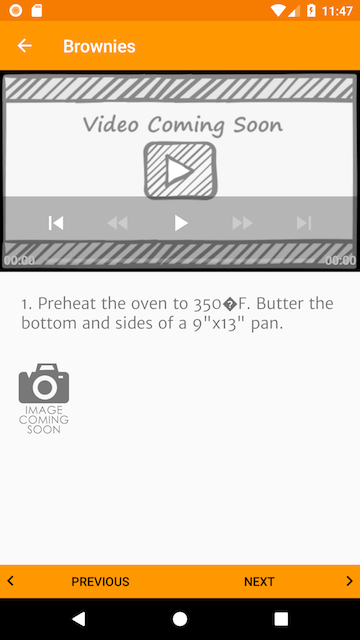 11:47
Brownies
Video Coming Soon
00:00 00:00
1. Preheat the oven to 350�F. Butter the
bottom and sides of a 9"x13" pan.
IMAGE
COMING
SOON
PREVIOUS NEXT